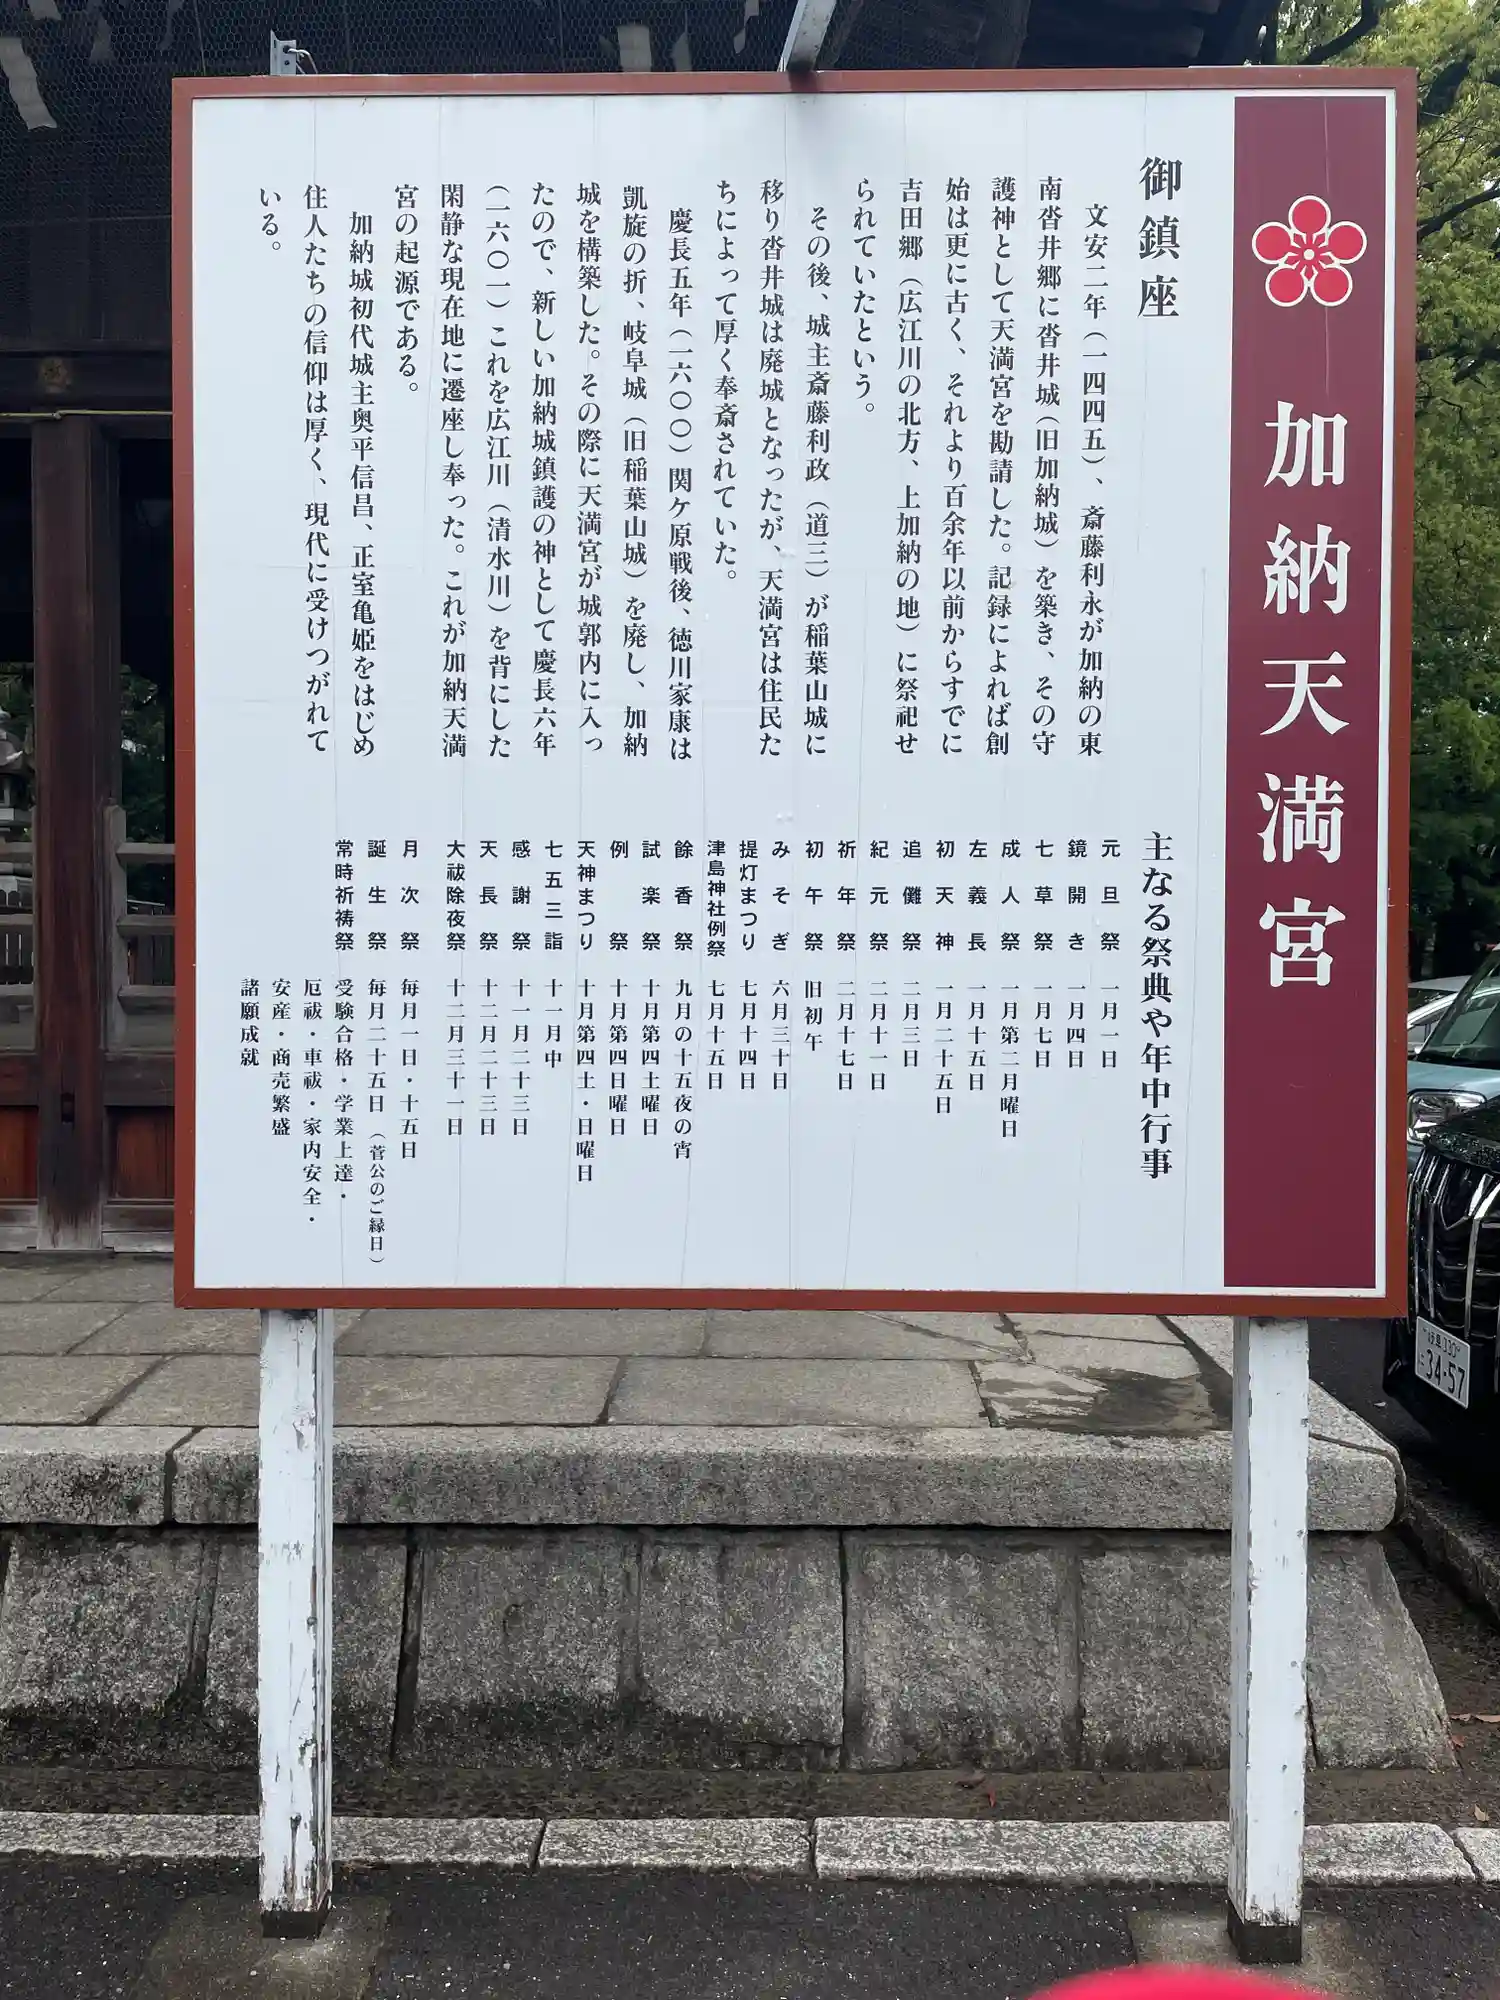 加納天満宮
御鎮座
文安二年(一四四五)、斎藤利永が加納の東
南沓井郷に沓井城(旧加納城)を築き、その守
護神として天満宮を勘請した。記録によれば創
始は更に古く、それより百余年以前からすでに
吉田郷(広江川の北方、上加納の地)に祭祀せ
られていたという。
その後、城主斎藤利政(道三)が稲葉山城に
移り沓井城は廃城となったが、天満宮は住民た
ちによって厚く奉斎されていた。
慶長五年(一六〇〇)関ケ原戦後、徳川家康は
凱旋の折、岐阜城(旧稲葉山城)を廃し、加納
城を構築した。その際に天満宮が城郭内に入っ
たので、新しい加納城鎮護の神として慶長六年
(一六〇一)これを広江川(清水川)を背にした
閑静な現在地に遷座し奉った。これが加納天満
宮の起源である。
加納城初代城主奥平信昌、正室亀姫をはじめ
住人たちの信仰は厚く、現代に受けつがれて
いる。
主なる祭典や年中行事
元旦祭 一月一日
鏡開き 一月四日
七草祭 一月七日
成人祭 一月第二月曜日
左義長 一月十五日
初天神 一月二十五日
追儺祭 二月三日
紀元祭 二月十一日
祈年祭 二月十七日
初午祭 旧初午
みそぎ 六月三十日
提灯まつり 七月十四日
津島神社例祭 七月十五日
餘香祭 九月の十五夜の宵
試楽祭 十月第四土曜日
例祭 十月第四日曜日
天神まつり 十月第四土・日曜日
七五三詣 十一月中
感謝祭 十一月二十三日
天長祭 十二月二十三日
大祓除夜祭 十二月三十一日
月次祭 毎月一日・十五日
誕生祭 毎月二十五日(菅公のご縁日)
常時祈祷祭 受験合格・学業上達・
厄祓・車祓・家内安全・
安産・商売繁盛
諸願成就
34-57